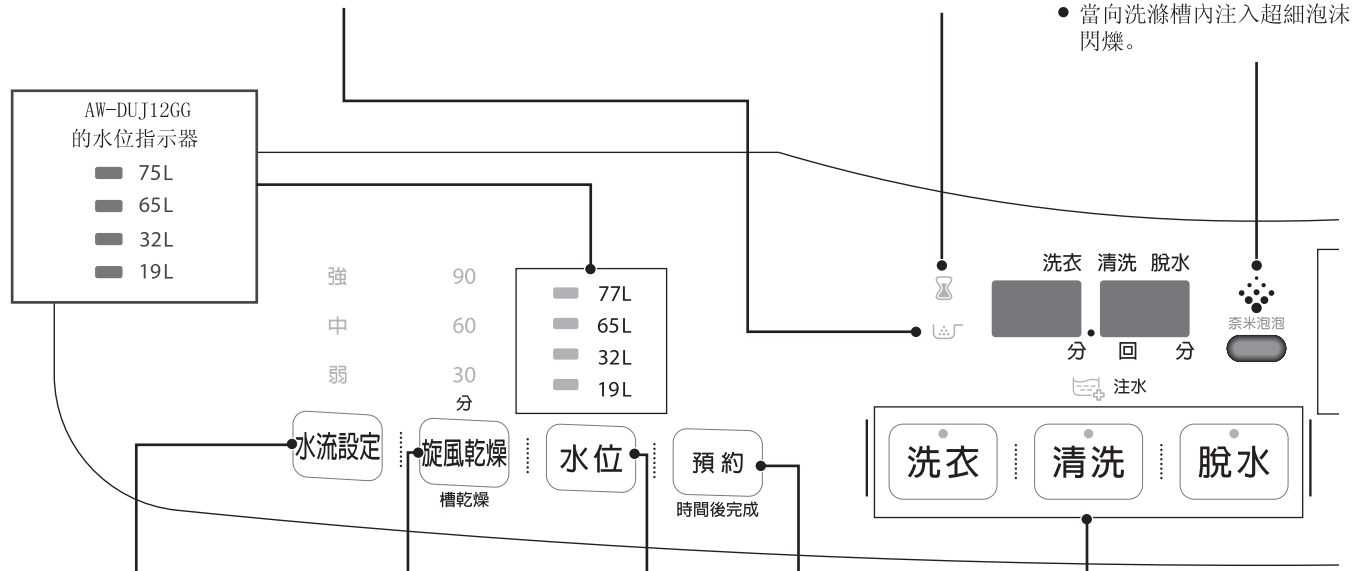 ● 當向洗滌槽內注入超細泡沫
閃爍。
AW-DUJ12GG
的水位指示器
75L
65L
32L
19L
強
中
弱
90
60
30
分
77L
65L
32L
19L
洗衣 清洗 脫水
分 回 分
奈米泡泡
注水
水流設定
旋風乾燥
槽乾燥
水位
預約
時間後完成
洗衣
清洗
脫水